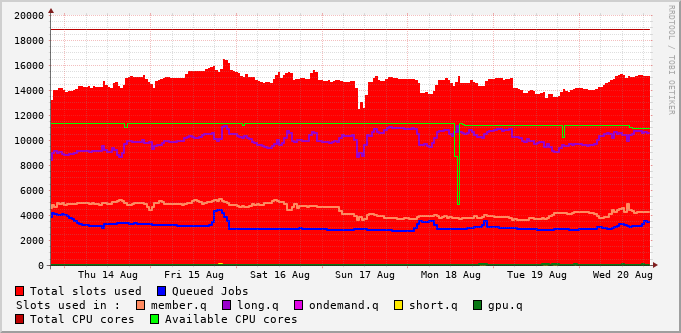 20000
18000
16000
14000
12000
10000
8000
6000
4000
2000
0
Thu 14 Aug Fri 15 Aug Sat 16 Aug Sun 17 Aug Mon 18 Aug Tue 19 Aug Wed 20 Aug
Total slots used Queued Jobs
Slots used in : member.q long.q ondemand.q short.q gpu.q
Total CPU cores Available CPU cores
RRDTOOL / TOBI OETIKER